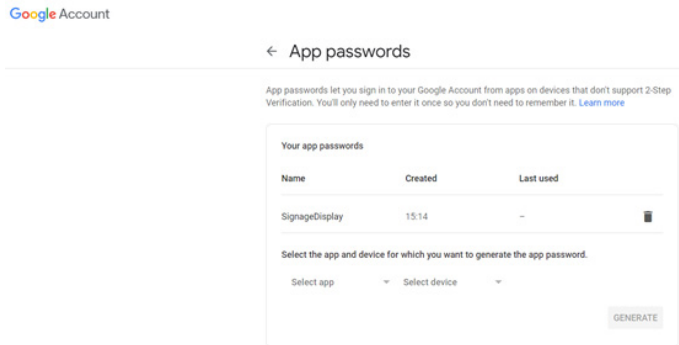 Google Account
← App passwords
App passwords let you sign in to your Google Account from apps on devices that don't support 2-Step
Verification. You'll only need to enter it once so you don't need to remember it. Learn more
Your app passwords
Name Created Last used
SignageDisplay 15:14 –
Select the app and device for which you want to generate the app password.
Select app Select device
GENERATE